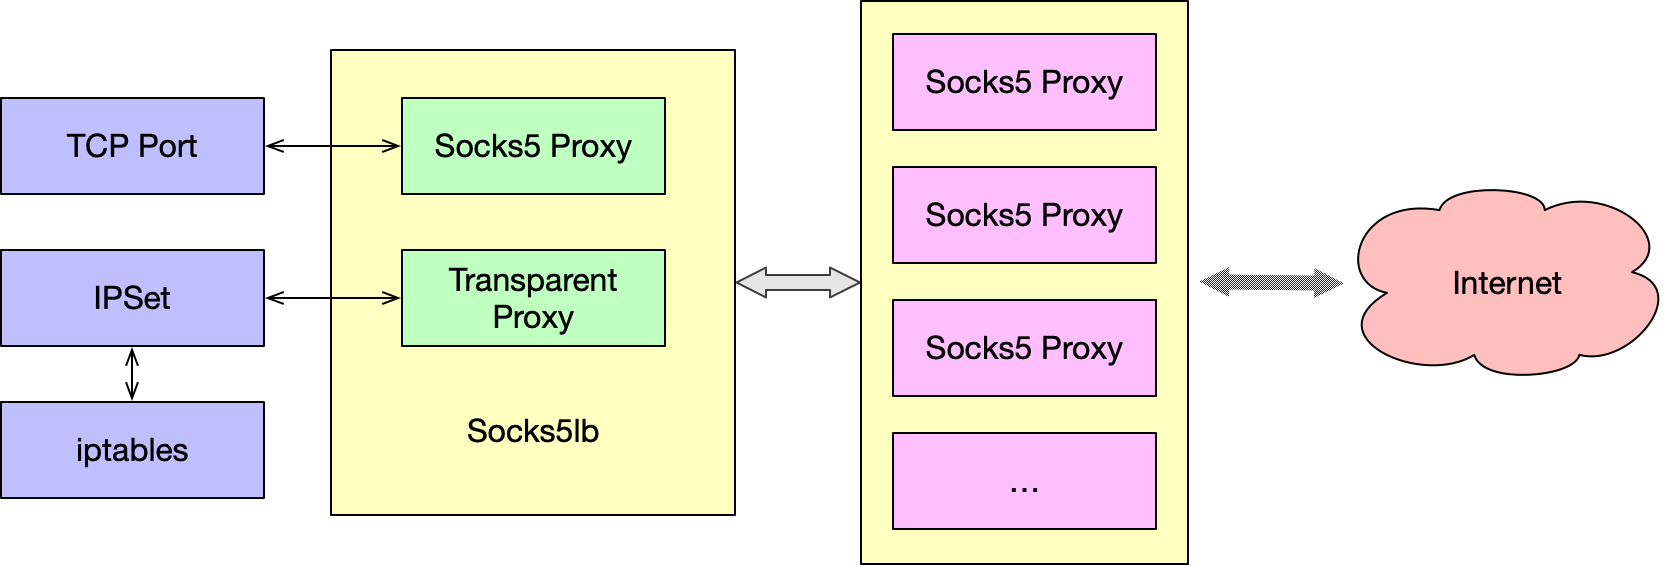 TCP Port
IPSet
iptables
Socks5 Proxy
Transparent
Proxy
Socks5lb
Socks5 Proxy
Socks5 Proxy
Socks5 Proxy
...
Internet